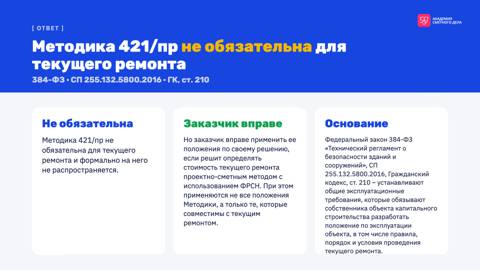 [ ОТВЕТ ]
АКАДЕМИЯ
СМЕТНОГО ДЕЛА
Методика 421/пр не обязательна для
текущего ремонта
384-ФЗ • СП 255.132.5800.2016 • ГК, ст. 210
Не обязательна
Методика 421/пр не
обязательна для текущего
ремонта и формально на него
не распространяется.
Заказчик вправе
Но заказчик вправе применить ее
положения по своему решению,
если решит определять
стоимость текущего ремонта
проектно-сметным методом с
использованием ФРСН. При этом
применяются не все положения
Методики, а только те, которые
совместимы с текущим
ремонтом.
Основание
Федеральный закон 384-ФЗ
«Технический регламент о
безопасности зданий и
сооружений», СП
255.132.5800.2016, Гражданский
кодекс, ст. 210 – устанавливают
общие эксплуатационные
требования, которые обязывают
собственника объекта капитального
строительства разработать
положение по эксплуатации
объекта, в том числе правила,
порядок и условия проведения
текущего ремонта.